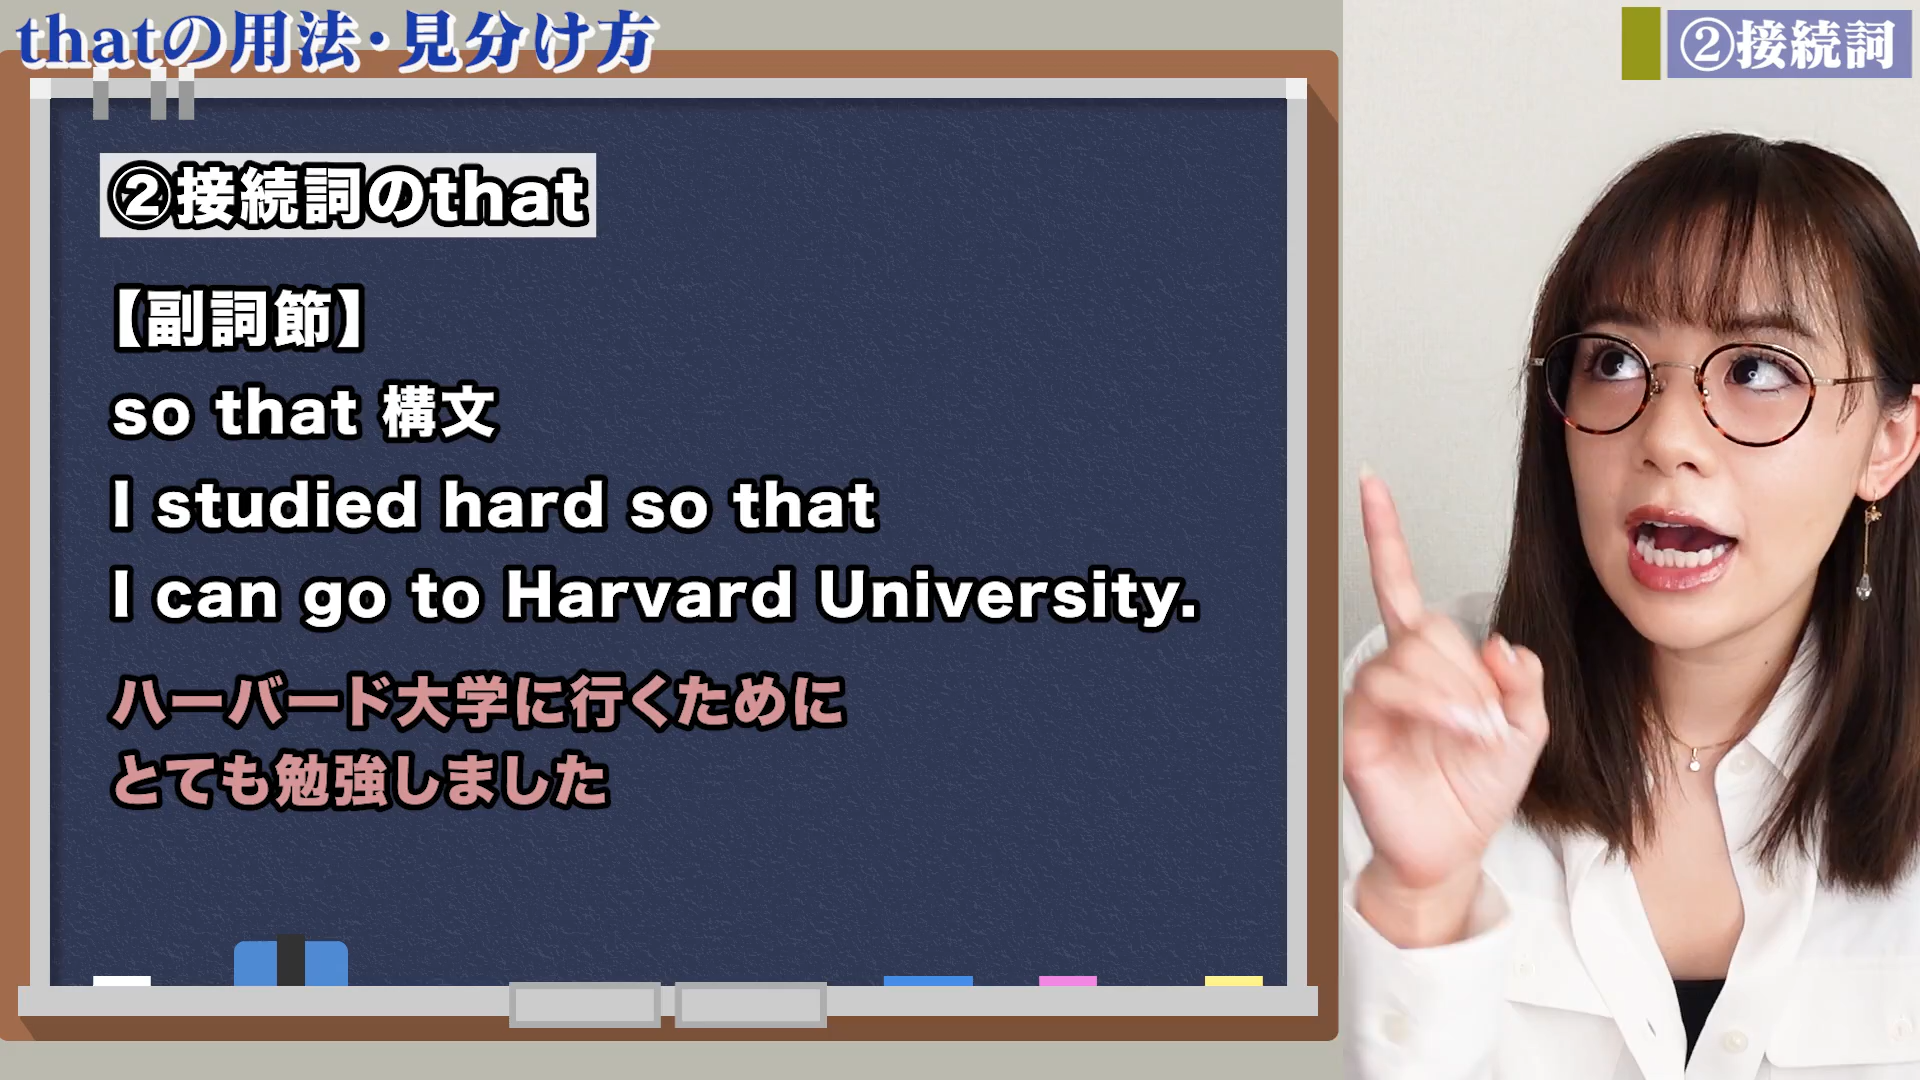 thatの用法・見分け方
②接続詞
②接続詞のthat
【副詞節】
so that 構文
I studied hard so that
I can go to Harvard University.
ハーバード大学に行くために
とても勉強しました